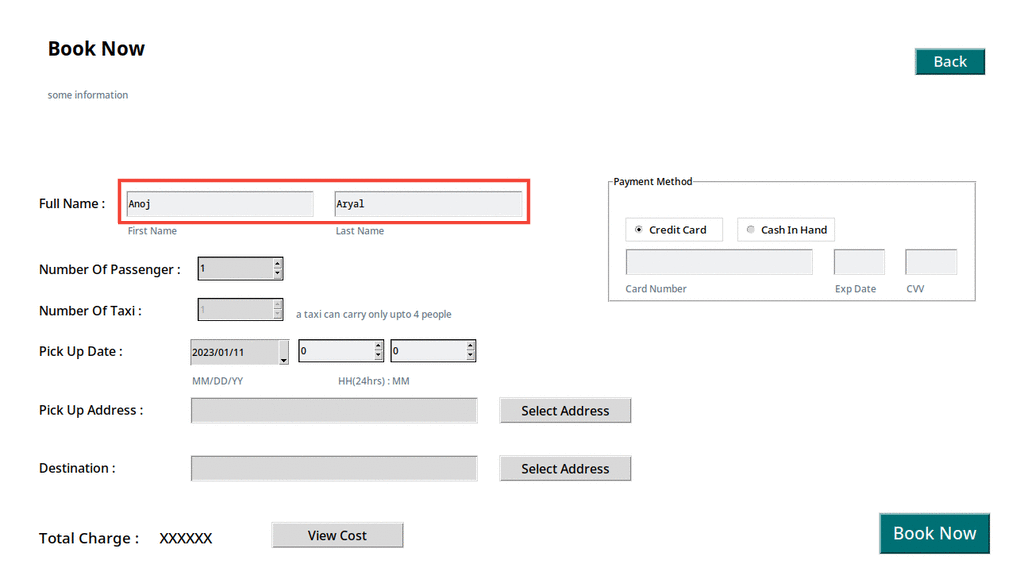 Book Now
Back
some information
Full Name : Anoj Aryal
First Name Last Name
Number Of Passenger : 1
Number Of Taxi : 1 a taxi can carry only upto 4 people
Pick Up Date : 2023/01/11 0 0
MM/DD/YY HH(24hrs) : MM
Pick Up Address : Select Address
Destination : Select Address
Total Charge : XXXXXX View Cost
Payment Method
Credit Card Cash In Hand
Card Number Exp Date CVV
Book Now